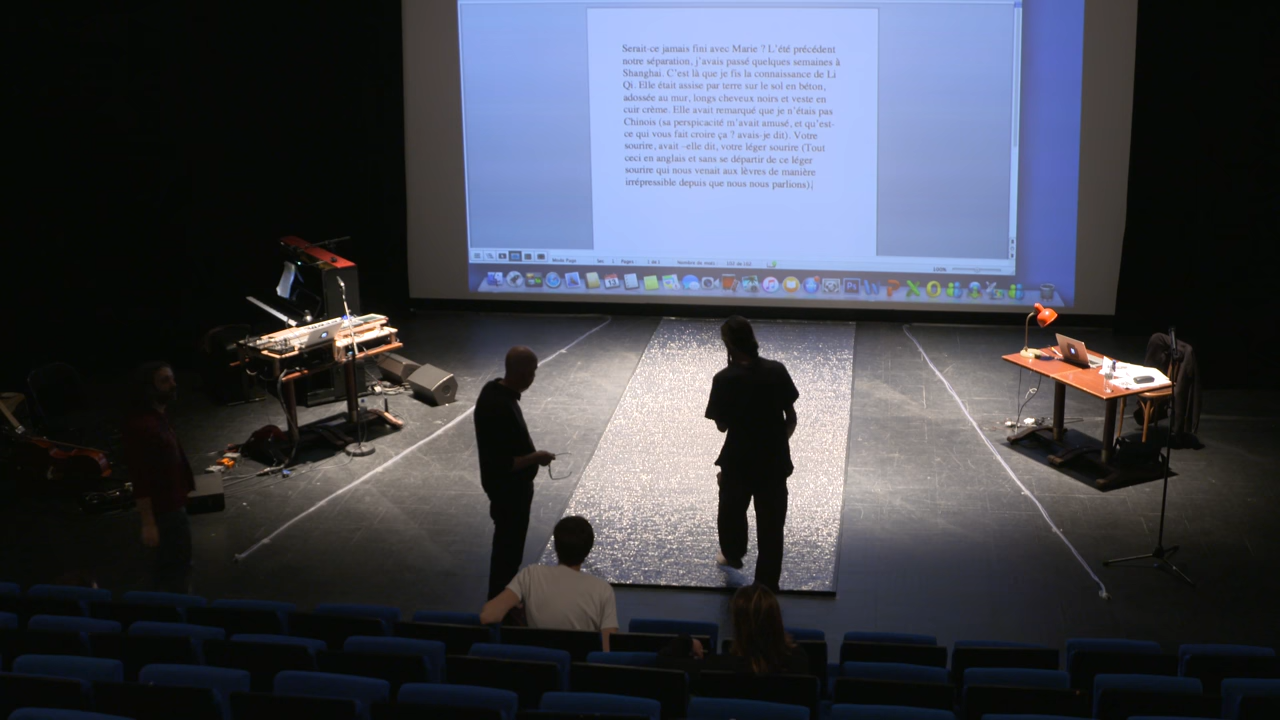 Serait-ce jamais fini avec Marie ? L'été précédent
notre séparation, j'avais passé quelques semaines à
Shanghai. C'est là que je fis la connaissance de Li
Qi. Elle était assise par terre sur le sol en béton,
adossée au mur, longs cheveux noirs et veste en
cuir crème. Elle avait remarqué que je n'étais pas
Chinois (sa perspicacité m'avait amusé, et qu'est-
ce qui vous fait croire ça ? avais-je dit). Votre
sourire, avait -elle dit, votre léger sourire (Tout
ceci en anglais et sans se départir de ce léger
sourire qui nous venait aux lèvres de manière
irrépressible depuis que nous nous parlions).
Mode Page